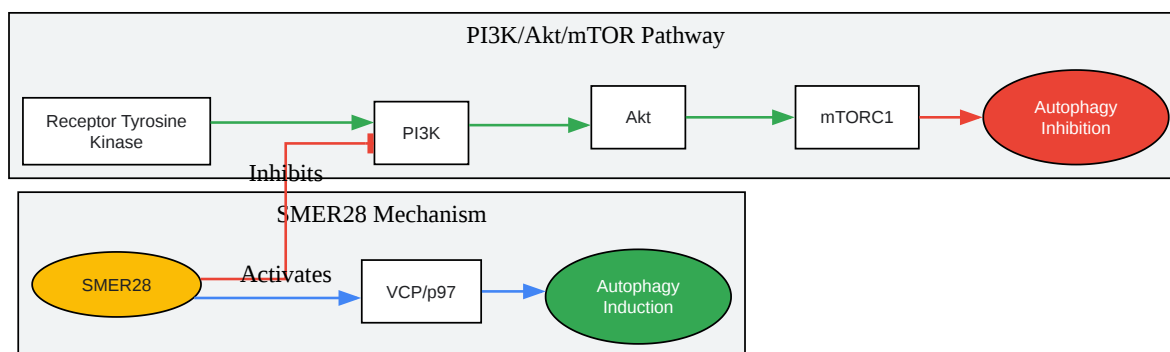 PI3K/Akt/mTOR Pathway
Receptor Tyrosine
Kinase
PI3K
Akt
mTORC1
Autophagy
Inhibition
Inhibits
SMER28 Mechanism
SMER28
Activates
VCP/p97
Autophagy
Induction